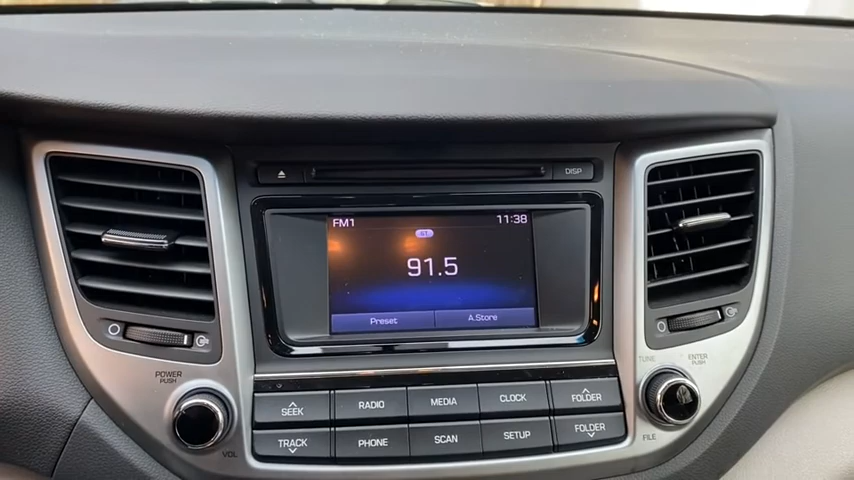 DISP
FM1
11:38
ST.
91.5
Preset
A.Store
POWER
PUSH
VOL
TUNE
ENTER
PUSH
FILE
SEEK
RADIO
MEDIA
CLOCK
FOLDER
TRACK
PHONE
SCAN
SETUP
FOLDER